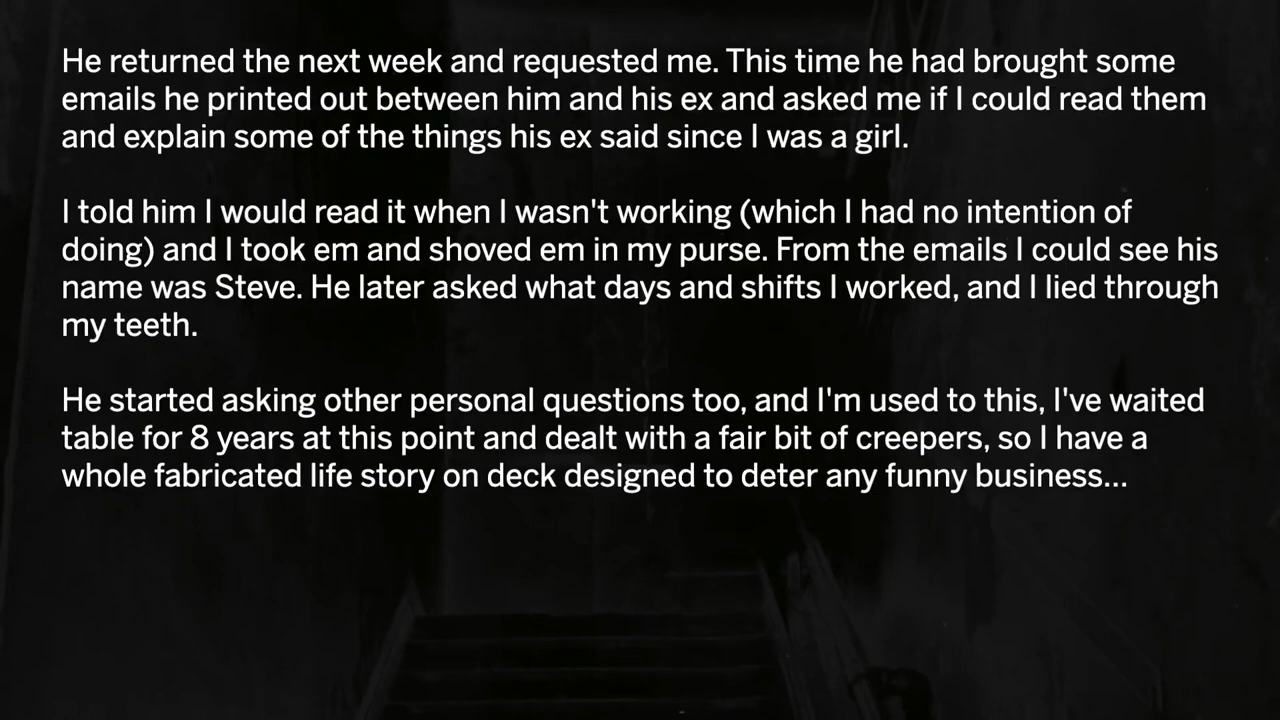 He returned the next week and requested me. This time he had brought some
emails he printed out between him and his ex and asked me if I could read them
and explain some of the things his ex said since I was a girl.
I told him I would read it when I wasn't working (which I had no intention of
doing) and I took em and shoved em in my purse. From the emails I could see his
name was Steve. He later asked what days and shifts I worked, and I lied through
my teeth.
He started asking other personal questions too, and I'm used to this, I've waited
table for 8 years at this point and dealt with a fair bit of creepers, so I have a
whole fabricated life story on deck designed to deter any funny business...